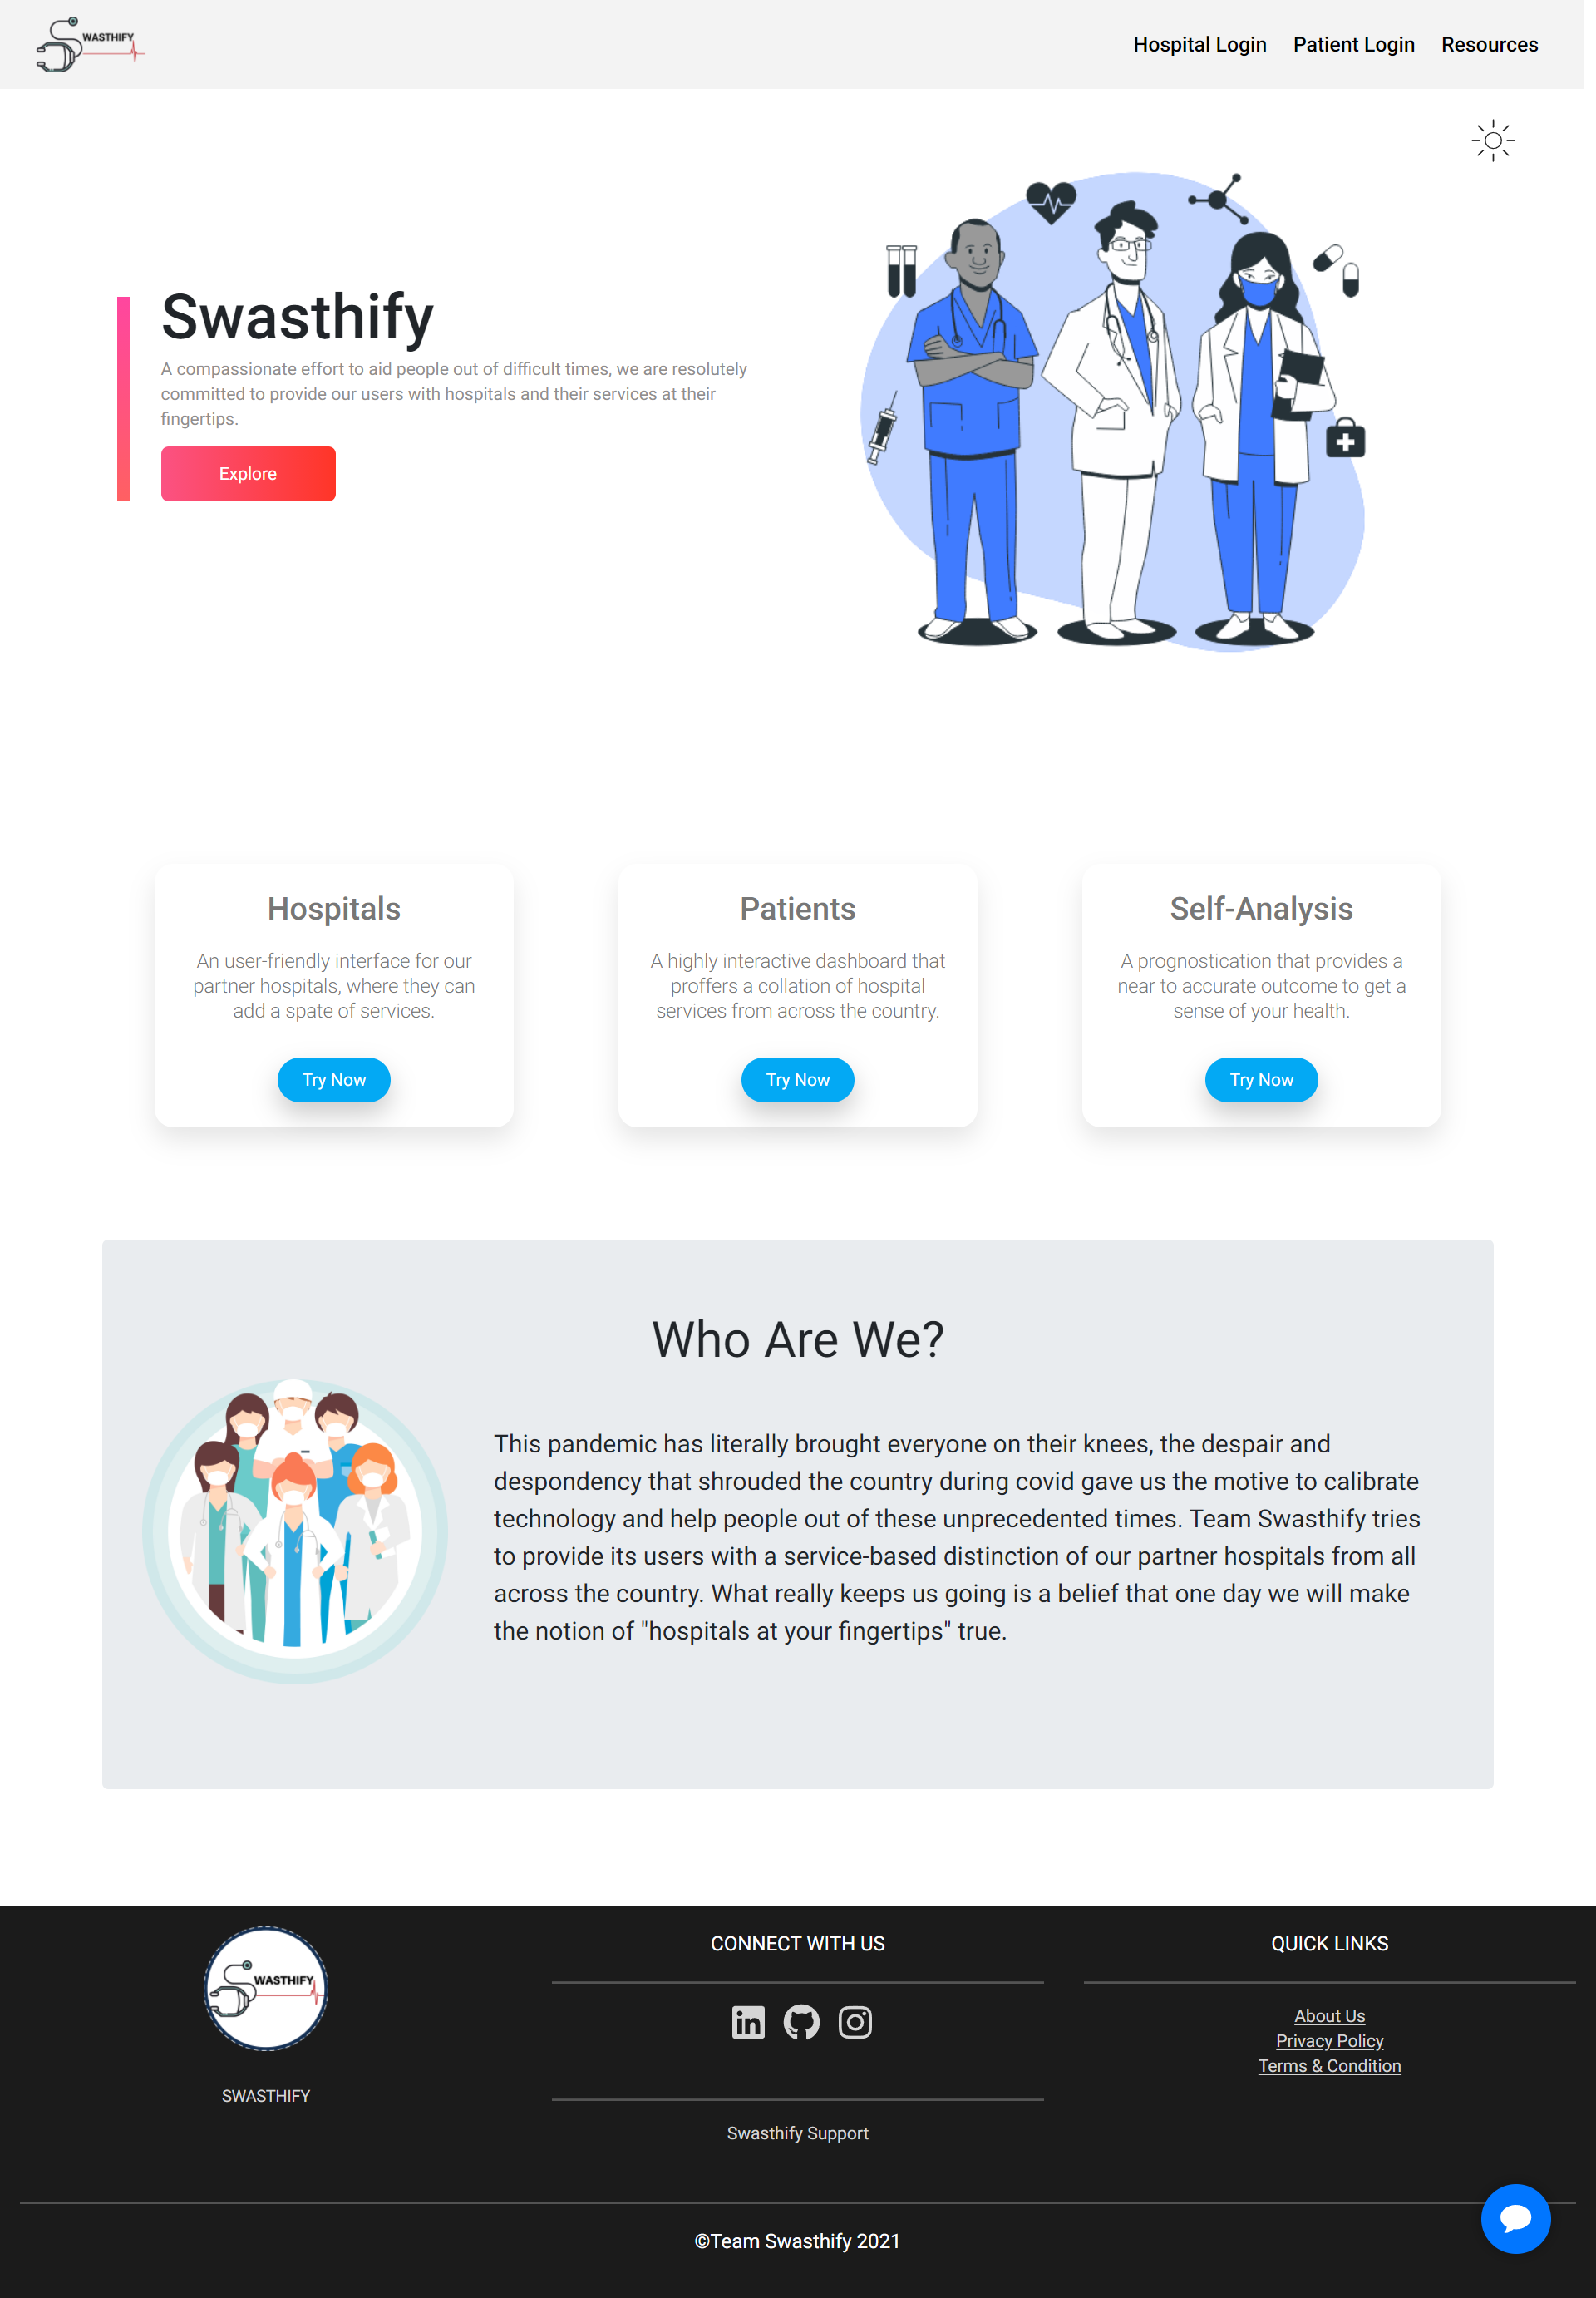 WASTHIFY
Hospital Login
Patient Login
Resources
Swasthify
A compassionate effort to aid people out of difficult times, we are resolutely
committed to provide our users with hospitals and their services at their
fingertips.
Explore
Hospitals
An user-friendly interface for our
partner hospitals, where they can
add a spate of services.
Try Now
Patients
A highly interactive dashboard that
proffers a collation of hospital
services from across the country.
Try Now
Self-Analysis
A prognostication that provides a
near to accurate outcome to get a
sense of your health.
Try Now
Who Are We?
This pandemic has literally brought everyone on their knees, the despair and
despondency that shrouded the country during covid gave us the motive to calibrate
technology and help people out of these unprecedented times. Team Swasthify tries
to provide its users with a service-based distinction of our partner hospitals from all
across the country. What really keeps us going is a belief that one day we will make
the notion of "hospitals at your fingertips" true.
WASTHIFY
SWASTHIFY
CONNECT WITH US
in
Swasthify Support
QUICK LINKS
About Us
Privacy Policy
Terms & Condition
©Team Swasthify 2021